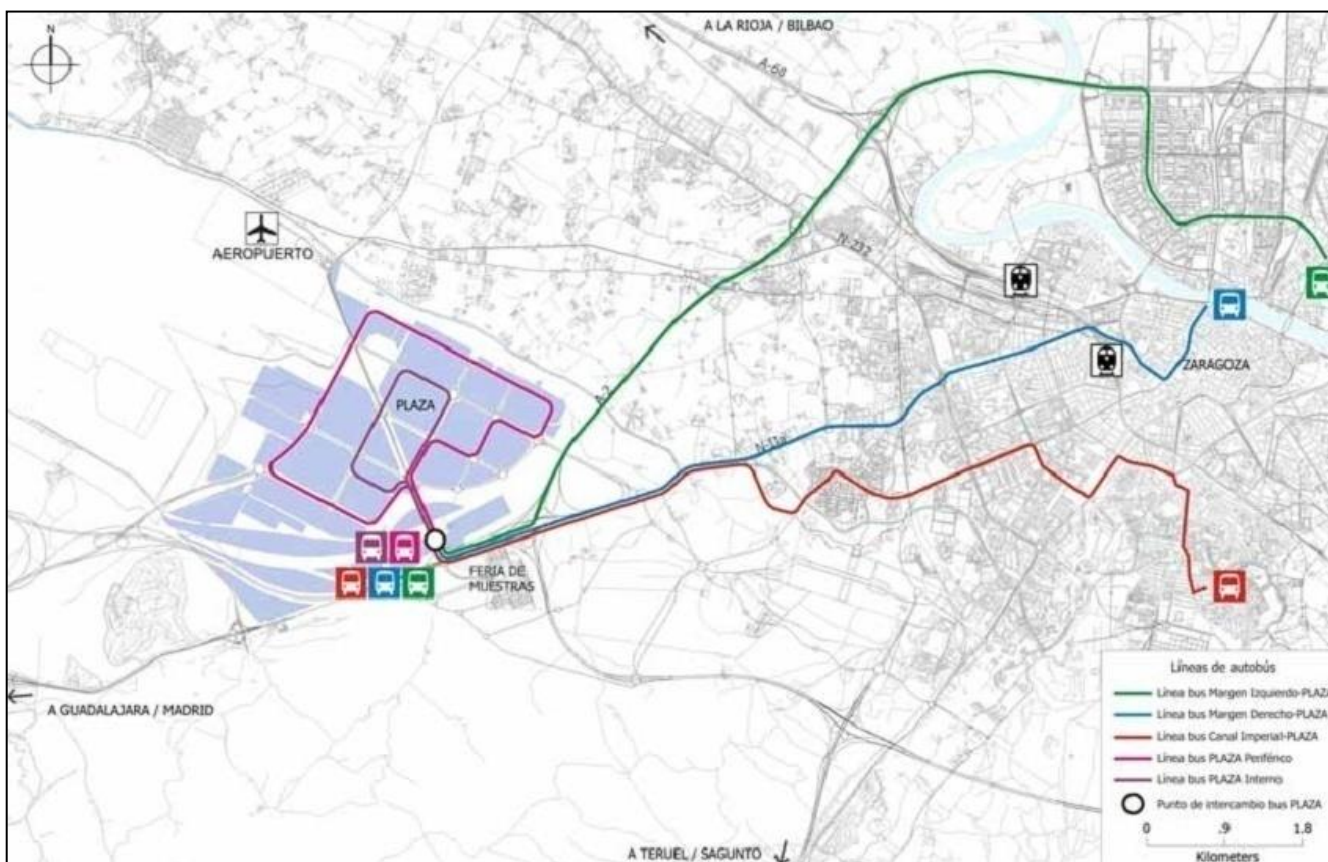 N
A LA RIOJA / BILBAO
A-68
AEROPUERTO
N-232
A-2
PLAZA
ZARAGOZA
N-IIa
FERIA DE
MUESTRAS
A GUADALAJARA / MADRID
A TERUEL / SAGUNTO
Líneas de autobús
Línea bus Margen Izquierdo-PLAZA
Línea bus Margen Derecho-PLAZA
Línea bus Canal Imperial-PLAZA
Línea bus PLAZA Periférico
Línea bus PLAZA Interno
Punto de intercambio bus PLAZA
0 .9 1.8
Kilometers